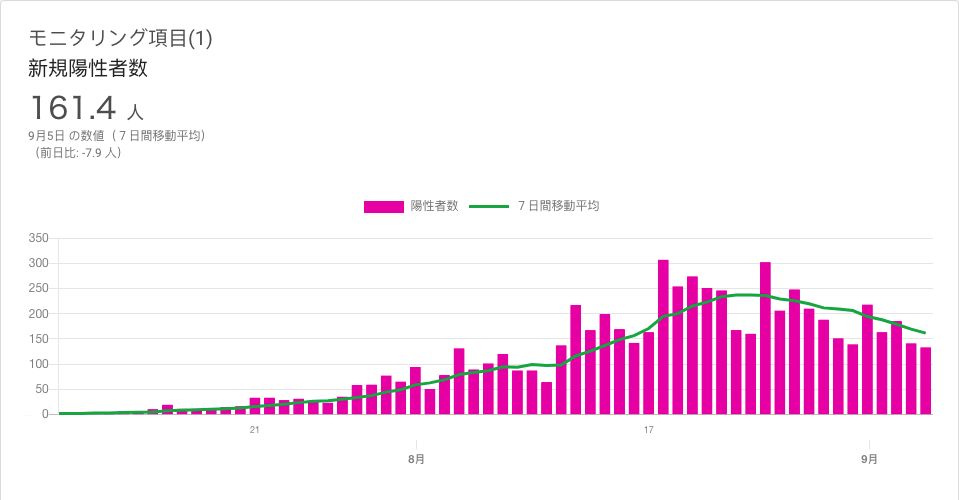 モニタリング項目(1)
新規陽性者数
161.4 人
9月5日 の数値（７日間移動平均）
（前日比: -7.9 人）
陽性者数 ７日間移動平均
350
300
250
200
150
100
50
0
21 17
8月 9月